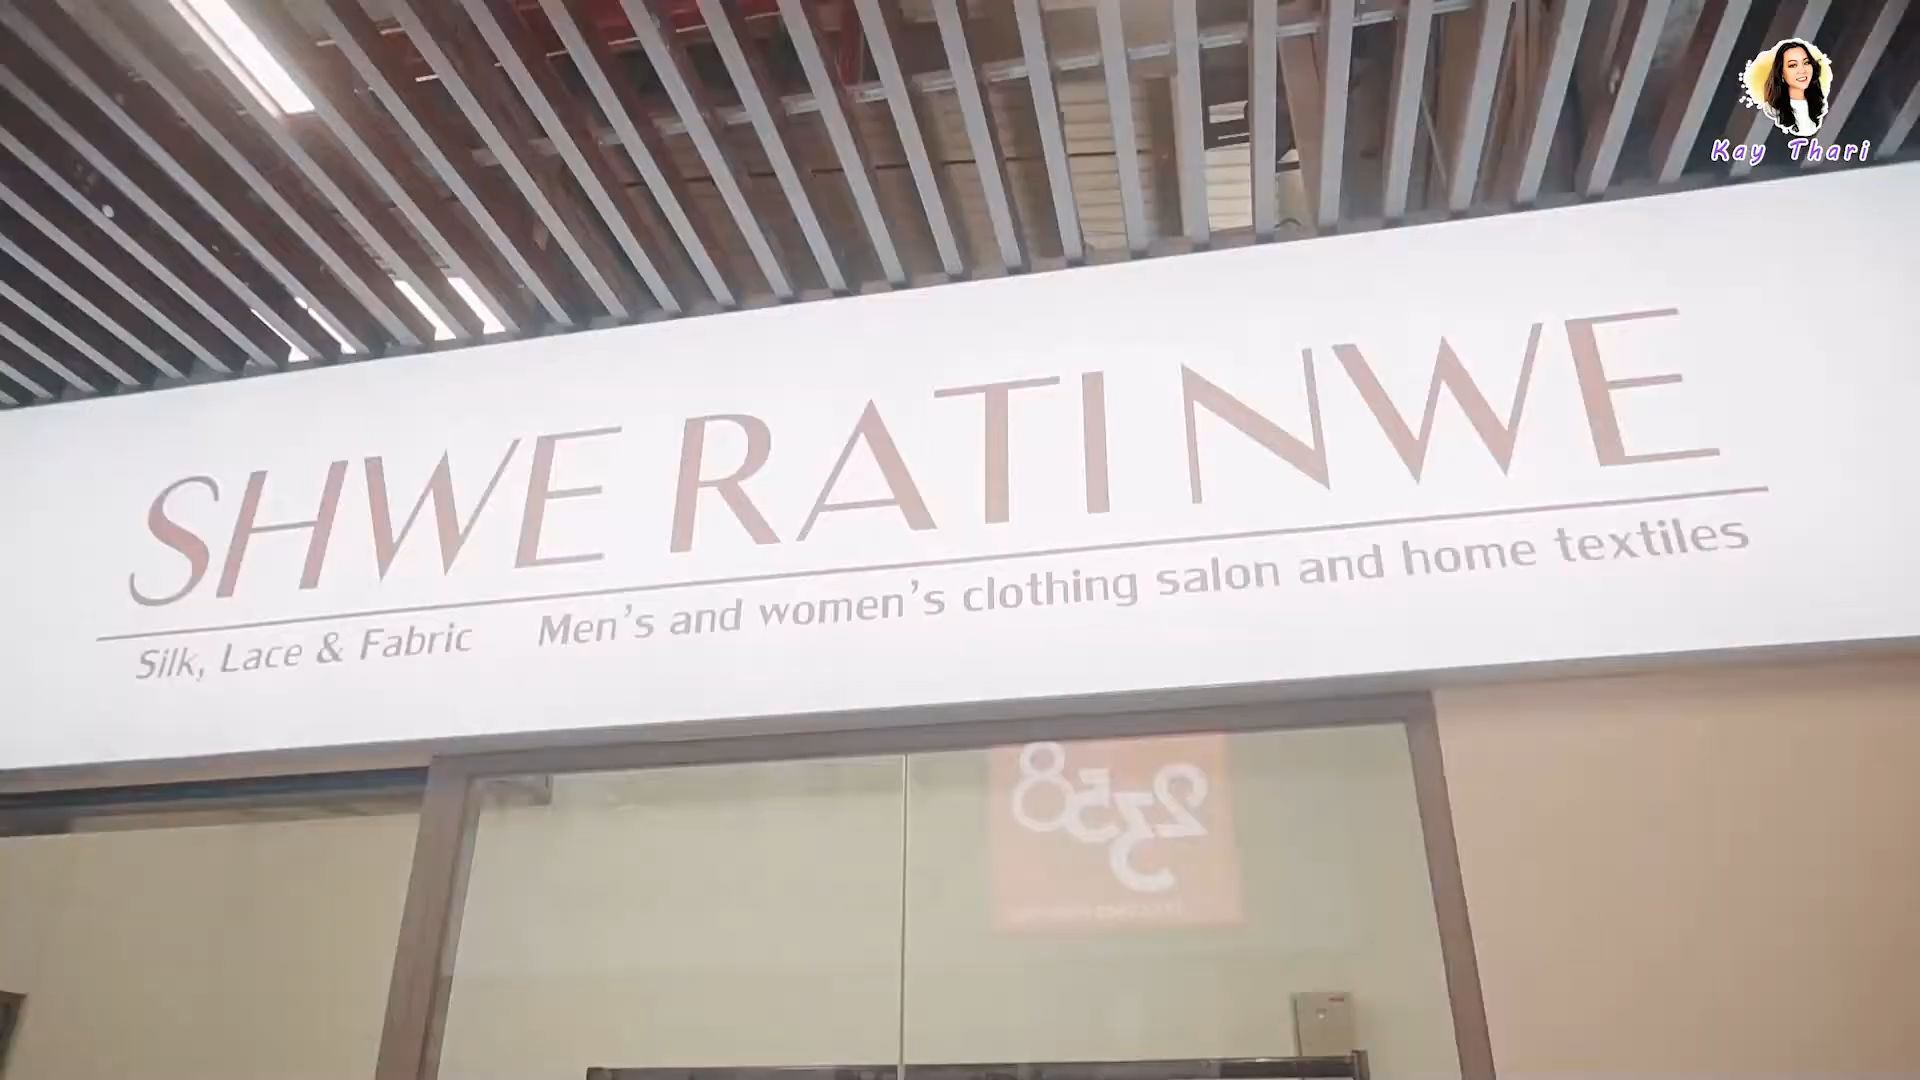 Kay Thari
SHWE RATI NWE
Silk, Lace & Fabric Men's and women's clothing salon and home textiles